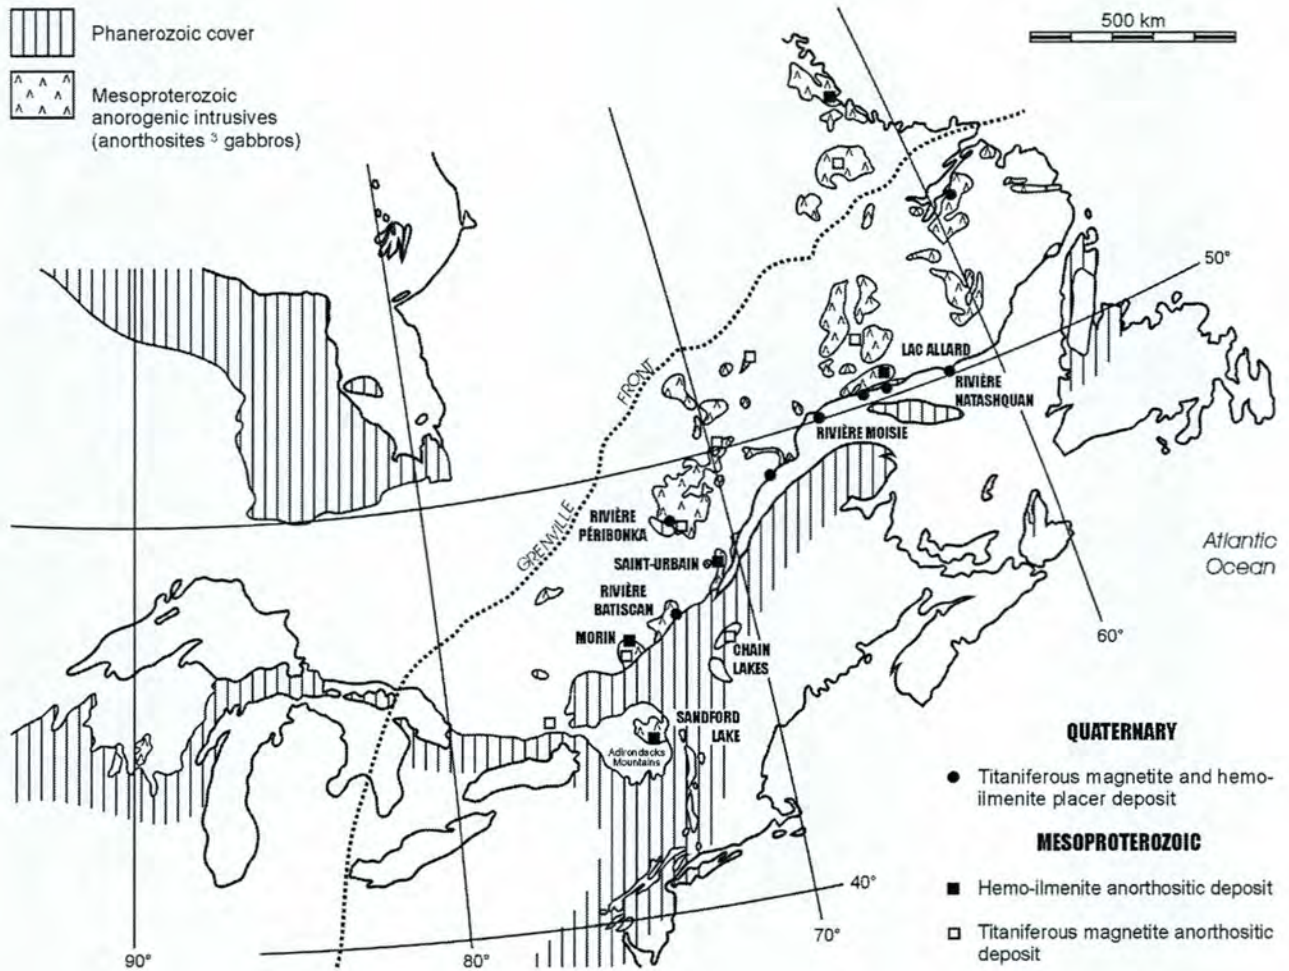 500 km
Phanerozoic cover
Mesoproterozoic
anorogenic intrusives
(anorthosites ³ gabbros)
50°
LAC ALLARD
RIVIÈRE
NATASHQUAN
FRONT
RIVIÈRE MOISIE
GRENVILLE
RIVIÈRE
PÉRIBONKA
Atlantic
Ocean
SAINT-URBAIN
RIVIÈRE
BATISCAN
60°
MORIN
CHAIN
LAKES
SANDFORD
LAKE
Adirondacks
Mountains
QUATERNARY
Titaniferous magnetite and hemo-
ilmenite placer deposit
MESOPROTEROZOIC
Hemo-ilmenite anorthositic deposit
Titaniferous magnetite anorthositic
deposit
40°
70°
80°
90°